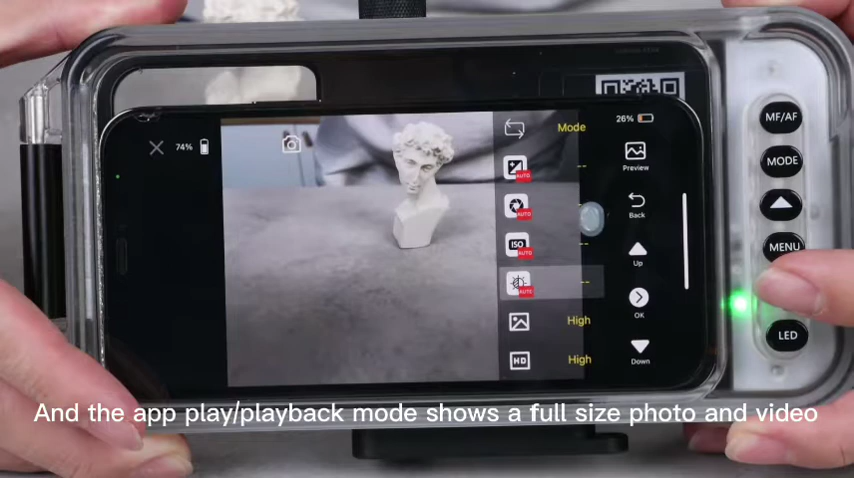 74%
26%
Mode
AUTO
--
AUTO
--
ISO
AUTO
--
AUTO
--
High
HD
High
Preview
Back
Up
OK
Down
MF/AF
MODE
MENU
LED
And the app play/playback mode shows a full size photo and video